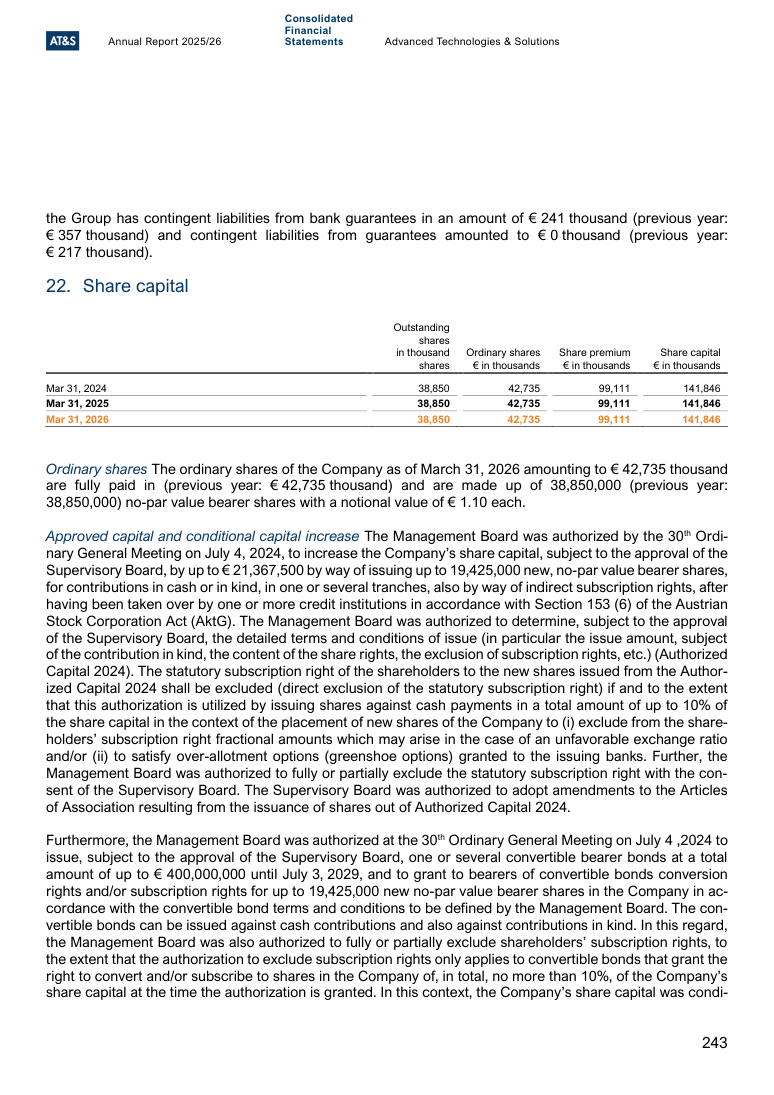 AT&S Annual Report 2025/26 Consolidated Financial Statements Advanced Technologies & Solutions
the Group has contingent liabilities from bank guarantees in an amount of € 241 thousand (previous year:
€ 357 thousand) and contingent liabilities from guarantees amounted to € 0 thousand (previous year:
€ 217 thousand).
22. Share capital
Outstanding shares in thousand shares Ordinary shares € in thousands Share premium € in thousands Share capital € in thousands
Mar 31, 2024 38,850 42,735 99,111 141,846
Mar 31, 2025 38,850 42,735 99,111 141,846
Mar 31, 2026 38,850 42,735 99,111 141,846
Ordinary shares The ordinary shares of the Company as of March 31, 2026 amounting to € 42,735 thousand
are fully paid in (previous year: € 42,735 thousand) and are made up of 38,850,000 (previous year:
38,850,000) no-par value bearer shares with a notional value of € 1.10 each.
Approved capital and conditional capital increase The Management Board was authorized by the 30th Ordi-
nary General Meeting on July 4, 2024, to increase the Company's share capital, subject to the approval of the
Supervisory Board, by up to € 21,367,500 by way of issuing up to 19,425,000 new, no-par value bearer shares,
for contributions in cash or in kind, in one or several tranches, also by way of indirect subscription rights, after
having been taken over by one or more credit institutions in accordance with Section 153 (6) of the Austrian
Stock Corporation Act (AktG). The Management Board was authorized to determine, subject to the approval
of the Supervisory Board, the detailed terms and conditions of issue (in particular the issue amount, subject
of the contribution in kind, the content of the share rights, the exclusion of subscription rights, etc.) (Authorized
Capital 2024). The statutory subscription right of the shareholders to the new shares issued from the Author-
ized Capital 2024 shall be excluded (direct exclusion of the statutory subscription right) if and to the extent
that this authorization is utilized by issuing shares against cash payments in a total amount of up to 10% of
the share capital in the context of the placement of new shares of the Company to (i) exclude from the share-
holders' subscription right fractional amounts which may arise in the case of an unfavorable exchange ratio
and/or (ii) to satisfy over-allotment options (greenshoe options) granted to the issuing banks. Further, the
Management Board was authorized to fully or partially exclude the statutory subscription right with the con-
sent of the Supervisory Board. The Supervisory Board was authorized to adopt amendments to the Articles
of Association resulting from the issuance of shares out of Authorized Capital 2024.
Furthermore, the Management Board was authorized at the 30th Ordinary General Meeting on July 4 ,2024 to
issue, subject to the approval of the Supervisory Board, one or several convertible bearer bonds at a total
amount of up to € 400,000,000 until July 3, 2029, and to grant to bearers of convertible bonds conversion
rights and/or subscription rights for up to 19,425,000 new no-par value bearer shares in the Company in ac-
cordance with the convertible bond terms and conditions to be defined by the Management Board. The con-
vertible bonds can be issued against cash contributions and also against contributions in kind. In this regard,
the Management Board was also authorized to fully or partially exclude shareholders' subscription rights, to
the extent that the authorization to exclude subscription rights only applies to convertible bonds that grant the
right to convert and/or subscribe to shares in the Company of, in total, no more than 10%, of the Company's
share capital at the time the authorization is granted. In this context, the Company's share capital was condi-
243